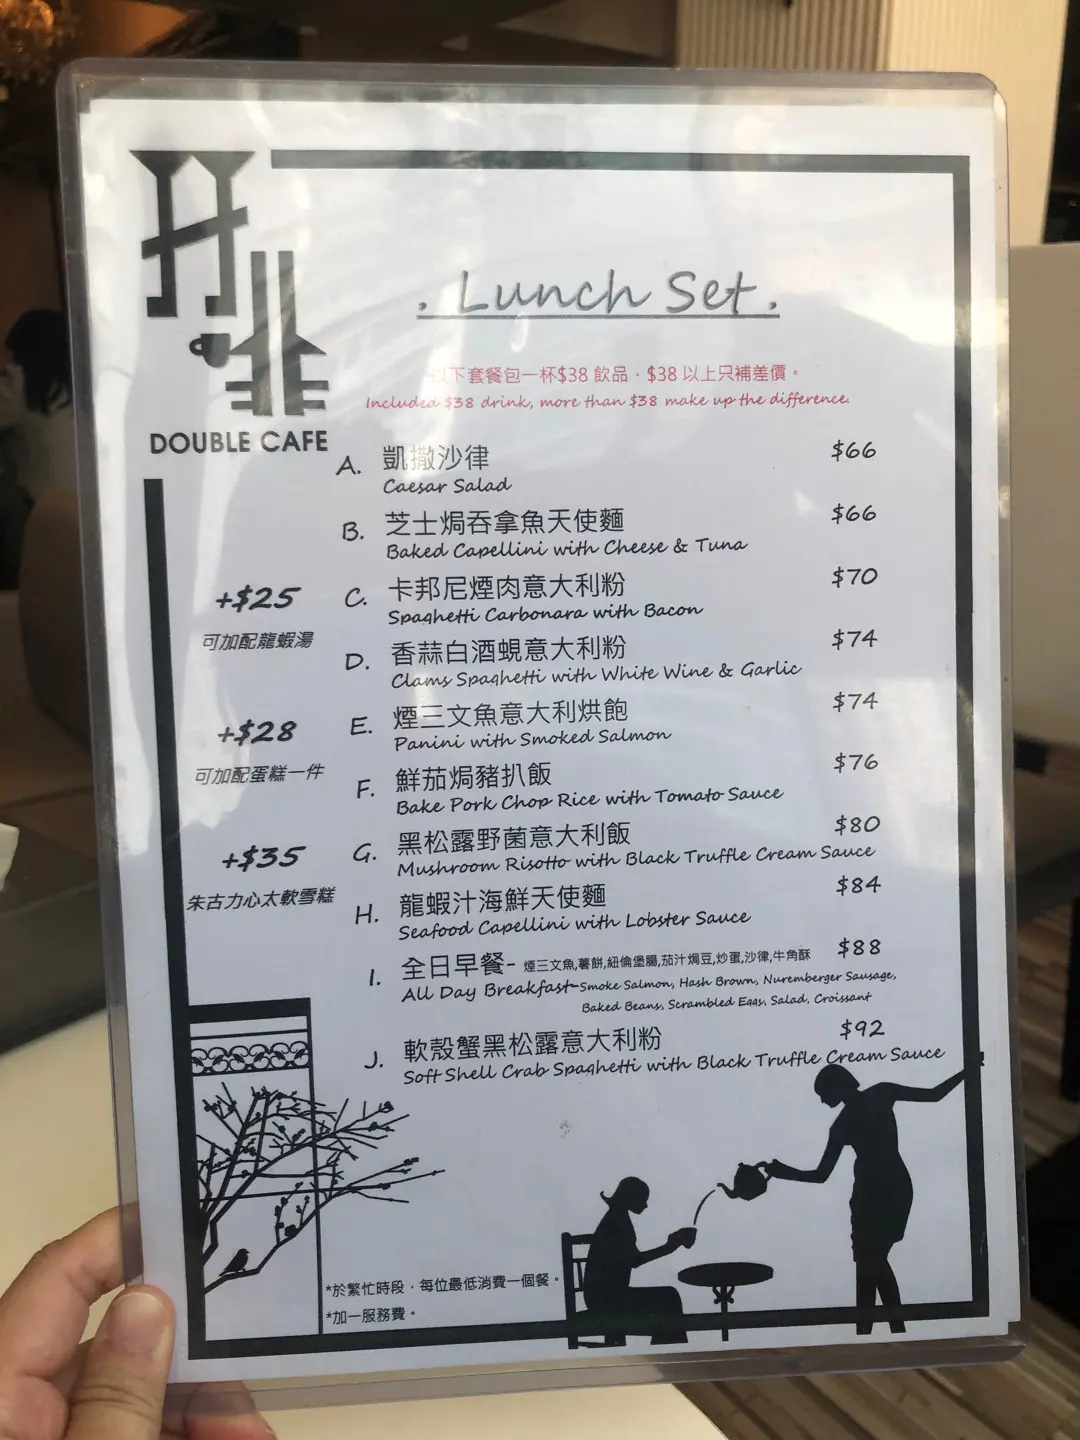 DOUBLE CAFE
. Lunch Set .
以下套餐包一杯$38 飲品﹐$38 以上只補差價。
Included $38 drink, more than $38 make up the difference.
A. 凱撒沙律 $66
Caesar Salad
B. 芝士焗吞拿魚天使麵 $66
Baked Capellini with Cheese & Tuna
C. 卡邦尼煙肉意大利粉 $70
Spaghetti Carbonara with Bacon
D. 香蒜白酒蜆意大利粉 $74
Clams Spaghetti with White Wine & Garlic
E. 煙三文魚意大利烘飽 $74
Panini with Smoked Salmon
F. 鮮茄焗豬扒飯 $76
Bake Pork Chop Rice with Tomato Sauce
G. 黑松露野菌意大利飯 $80
Mushroom Risotto with Black Truffle Cream Sauce
H. 龍蝦汁海鮮天使麵 $84
Seafood Capellini with Lobster Sauce
I. 全日早餐- 煙三文魚,薯餅,紐倫堡腸,茄汁焗豆,炒蛋,沙律,牛角酥 $88
All Day Breakfast-Smoke Salmon, Hash Brown, Nuremberger Sausage,
Baked Beans, Scrambled Eggs, Salad, Croissant
J. 軟殼蟹黑松露意大利粉 $92
Soft Shell Crab Spaghetti with Black Truffle Cream Sauce
+$25
可加配龍蝦湯
+$28
可加配蛋糕一件
+$35
朱古力心太軟雪糕
*於繁忙時段﹐每位最低消費一個餐。
*加一服務費。